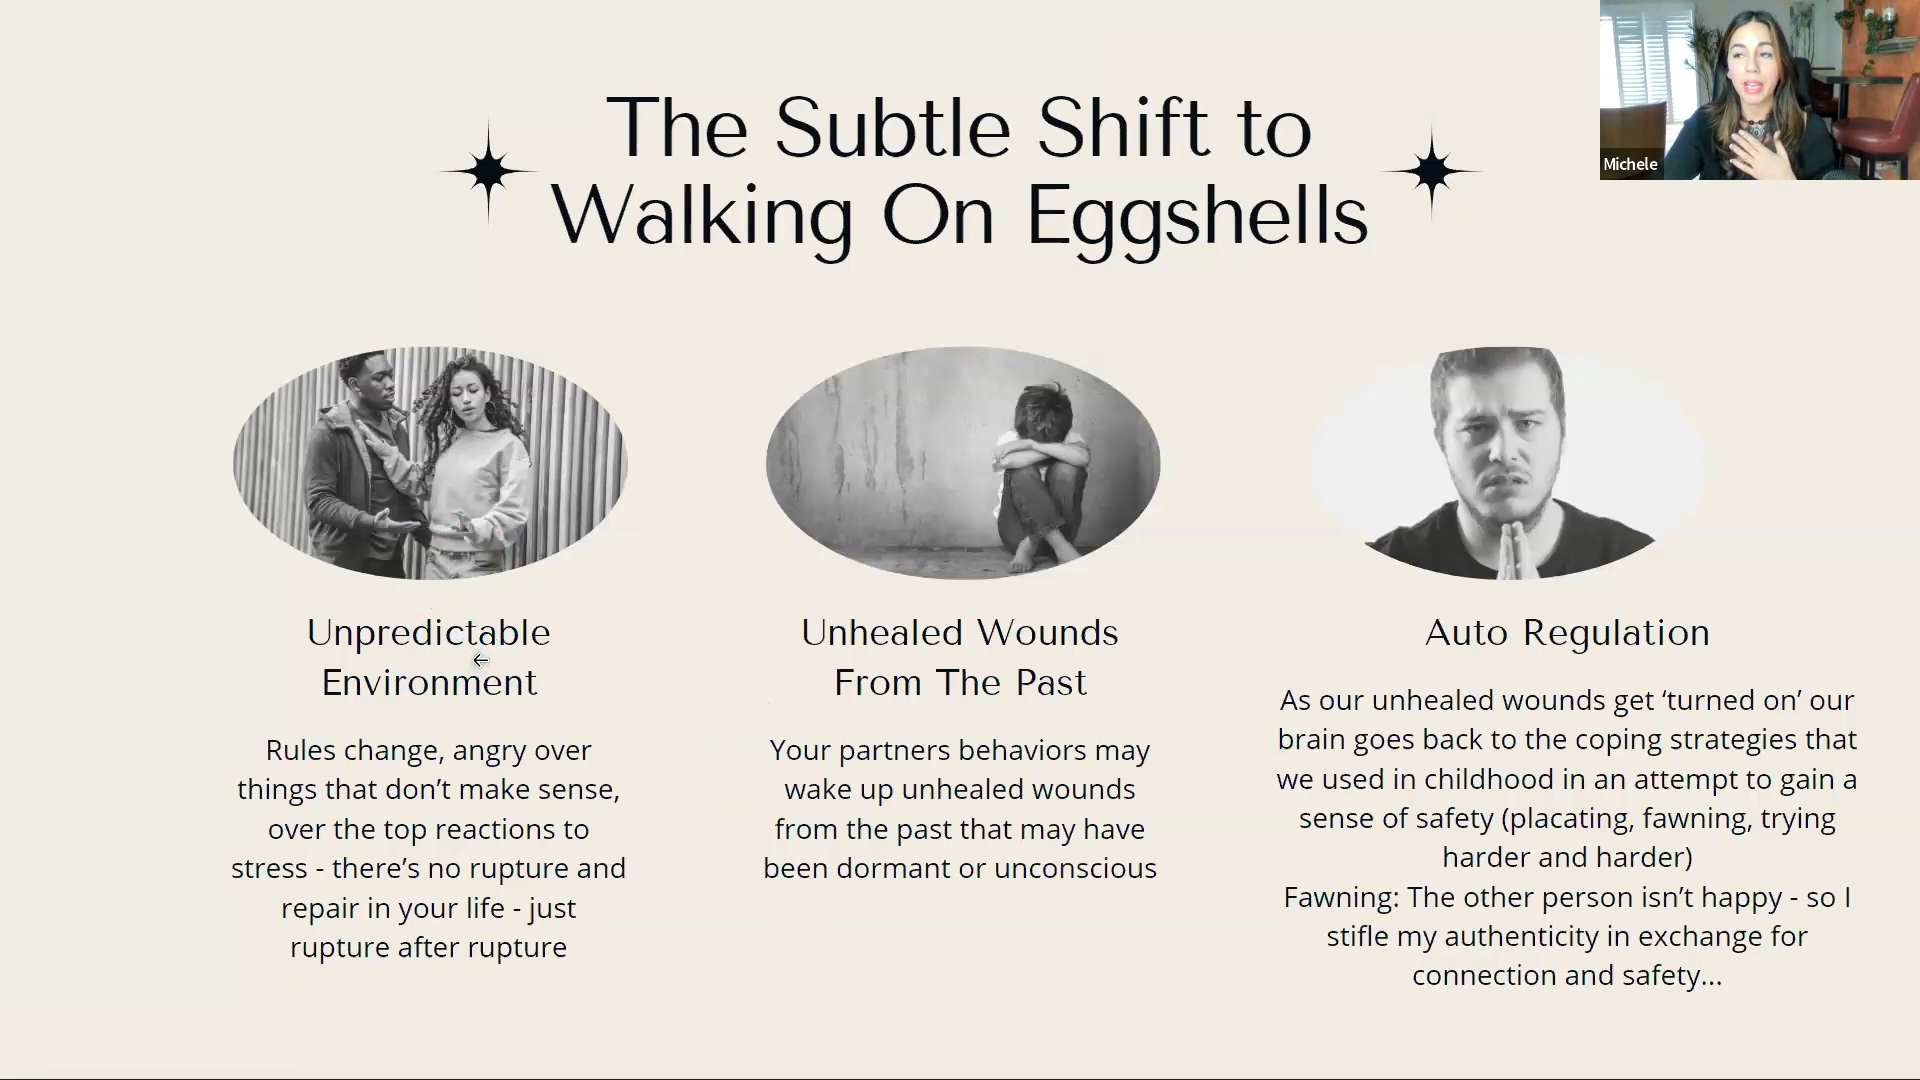 The Subtle Shift to
Walking On Eggshells
Michele
Unpredictable
Environment
Rules change, angry over
things that don’t make sense,
over the top reactions to
stress - there’s no rupture and
repair in your life - just
rupture after rupture
Unhealed Wounds
From The Past
Your partners behaviors may
wake up unhealed wounds
from the past that may have
been dormant or unconscious
Auto Regulation
As our unhealed wounds get ‘turned on’ our
brain goes back to the coping strategies that
we used in childhood in an attempt to gain a
sense of safety (placating, fawning, trying
harder and harder)
Fawning: The other person isn’t happy - so I
stifle my authenticity in exchange for
connection and safety...